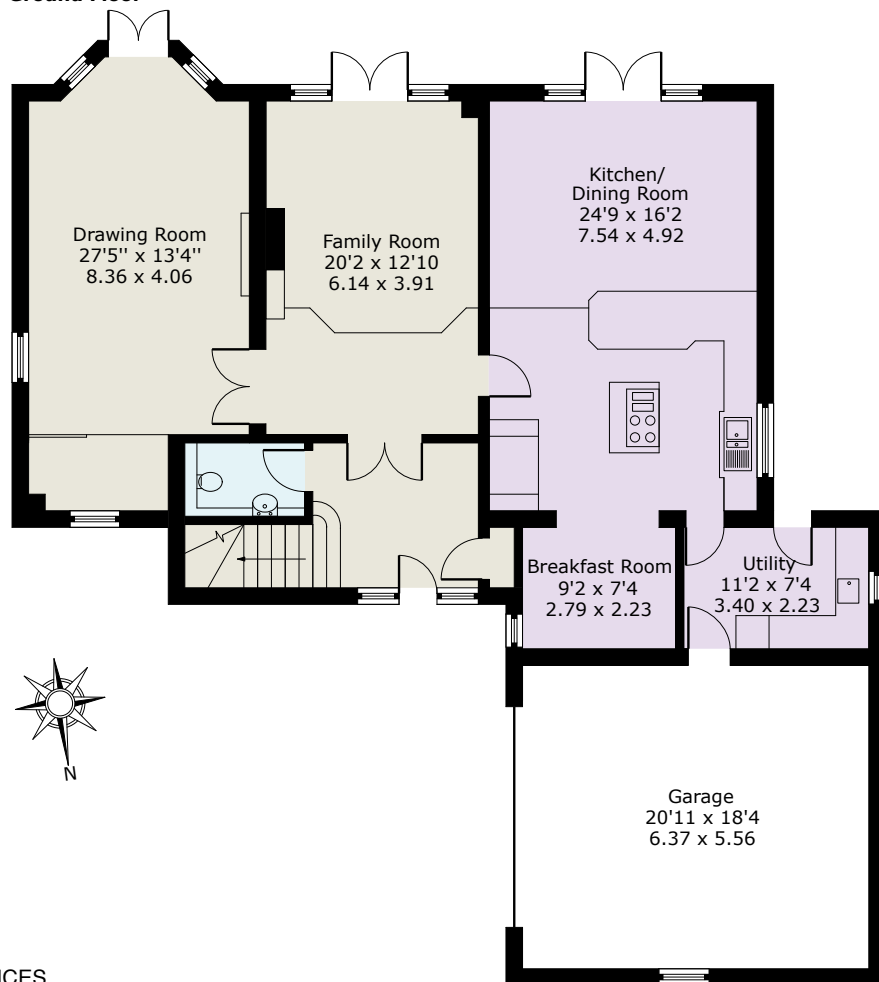 Drawing Room
27'5" x 13'4"
8.36 x 4.06
Family Room
20'2 x 12'10
6.14 x 3.91
Kitchen/
Dining Room
24'9 x 16'2
7.54 x 4.92
Breakfast Room
9'2 x 7'4
2.79 x 2.23
Utility
11'2 x 7'4
3.40 x 2.23
N
Garage
20'11 x 18'4
6.37 x 5.56